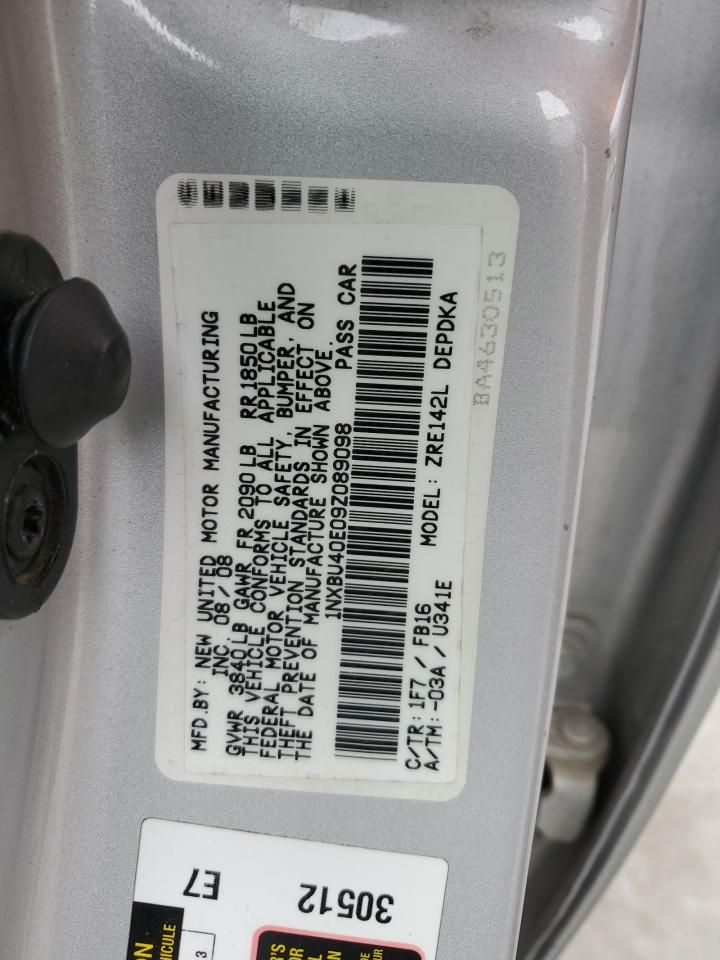 MFD.BY: NEW UNITED MOTOR MANUFACTURING
INC. 08/08
GVWR 3840LB GAWR FR 2090LB RR1850LB
THIS VEHICLE CONFORMS TO ALL APPLICABLE
FEDERAL MOTOR VEHICLE SAFETY, BUMPER, AND
THEFT PREVENTION STANDARDS IN EFFECT ON
THE DATE OF MANUFACTURE SHOWN ABOVE.
1NXBU40E09Z089098 PASS CAR
C/TR: 1F7 / FB16 MODEL: ZRE142L DEPDKA
A/TM: -03A / U341E
BA4630513
E7
30512